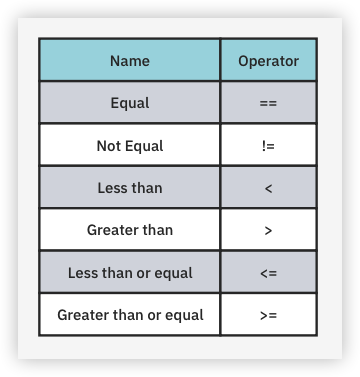 Name Operator
Equal ==
Not Equal !=
Less than <
Greater than >
Less than or equal <=
Greater than or equal >=